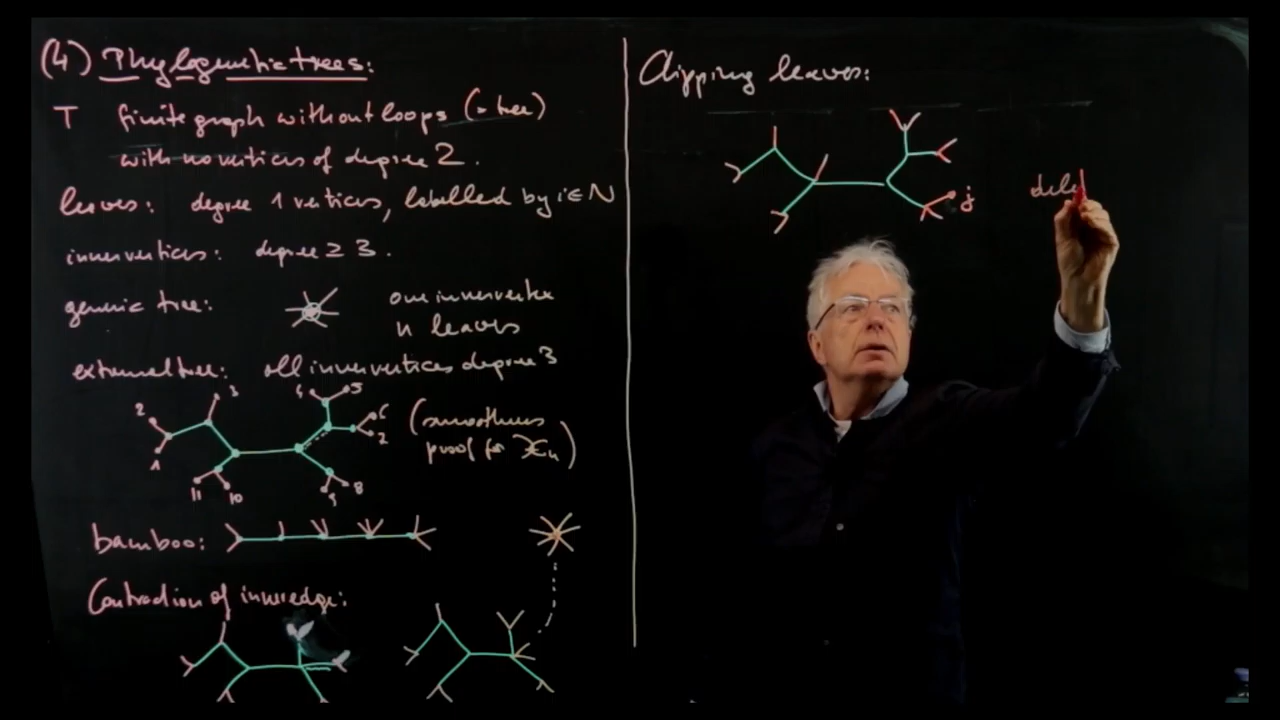 (4) Phylogenetic trees:
T finite graph without loops (= tree)
with no vertices of degree 2.
leaves: degree 1 vertices, labelled by i∈N
inner vertices: degree ≥ 3.
generic tree: one inner vertex
n leaves
extremal tree: all inner vertices degree 3
2 3 4 5
6
7
1
11 10 9 8
(smoothness
proof for X_n)
bamboo:
Contraction of inner edge:
Clipping leaves:
j
delet